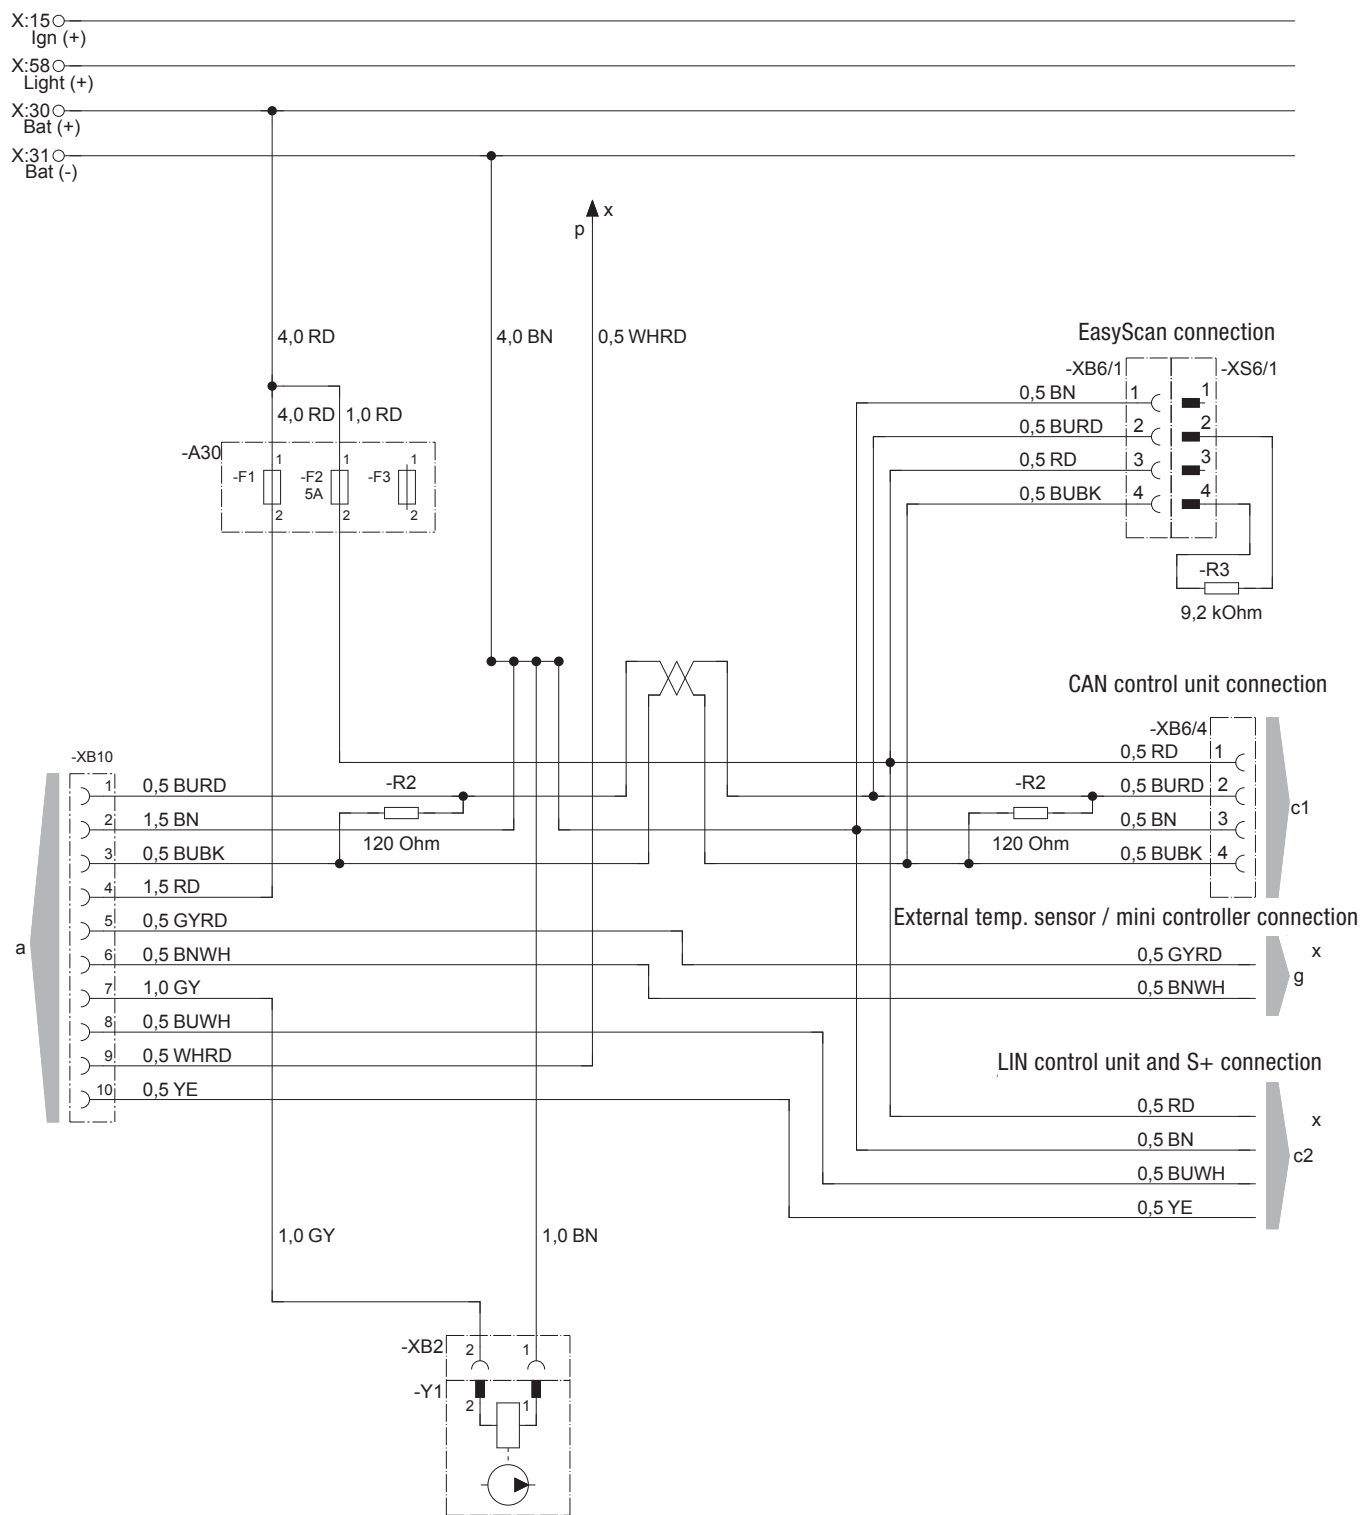 X:15
Ign (+)
X:58
Light (+)
X:30
Bat (+)
X:31
Bat (-)
x
p
4,0 RD
4,0 BN
0,5 WHRD
EasyScan connection
-XB6/1
-XS6/1
0,5 BN
1
1
0,5 BURD
2
2
0,5 RD
3
3
0,5 BUBK
4
4
-R3
9,2 kOhm
4,0 RD
1,0 RD
-A30
-F1
1
2
-F2
5A
1
2
-F3
1
2
CAN control unit connection
-XB6/4
0,5 RD
1
0,5 BURD
2
0,5 BN
3
0,5 BUBK
4
c1
-R2
120 Ohm
-R2
120 Ohm
-XB10
a
1
0,5 BURD
2
1,5 BN
3
0,5 BUBK
4
1,5 RD
5
0,5 GYRD
6
0,5 BNWH
7
1,0 GY
8
0,5 BUWH
9
0,5 WHRD
10
0,5 YE
External temp. sensor / mini controller connection
0,5 GYRD
x
0,5 BNWH
g
LIN control unit and S+ connection
0,5 RD
x
0,5 BN
c2
0,5 BUWH
0,5 YE
1,0 GY
1,0 BN
-XB2
2
1
-Y1
2
1